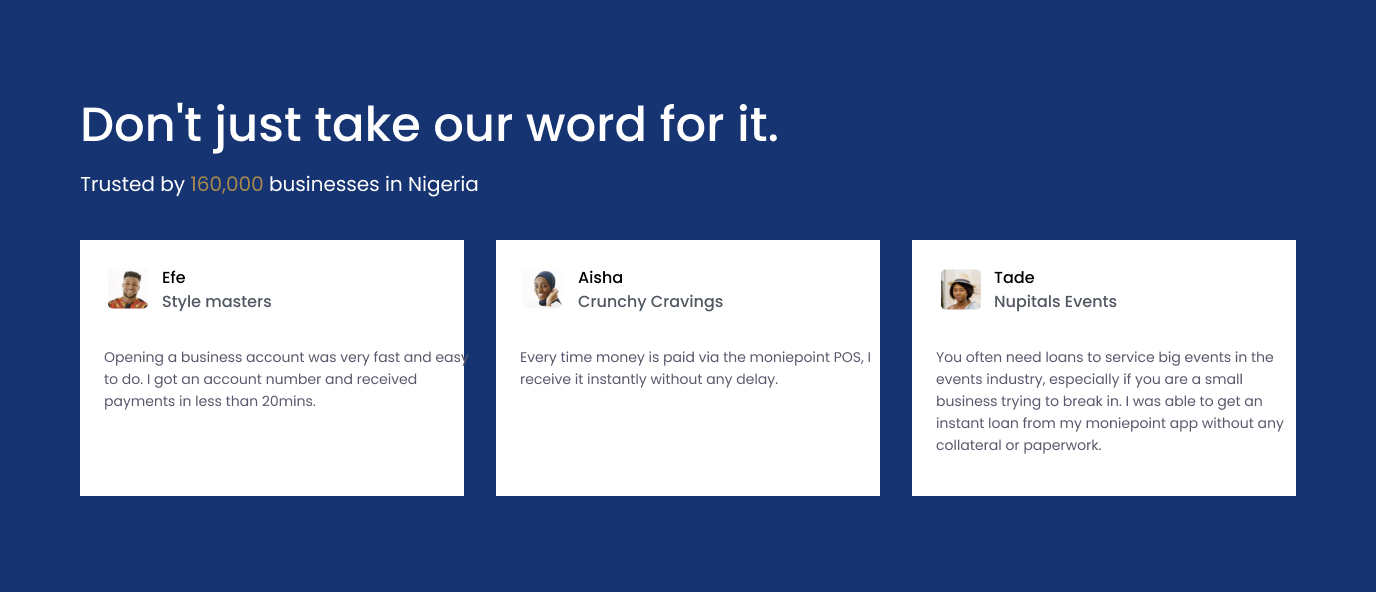 Don't just take our word for it.
Trusted by 160,000 businesses in Nigeria
Efe
Style masters
Opening a business account was very fast and easy
to do. I got an account number and received
payments in less than 20mins.
Aisha
Crunchy Cravings
Every time money is paid via the moniepoint POS, I
receive it instantly without any delay.
Tade
Nupitals Events
You often need loans to service big events in the
events industry, especially if you are a small
business trying to break in. I was able to get an
instant loan from my moniepoint app without any
collateral or paperwork.